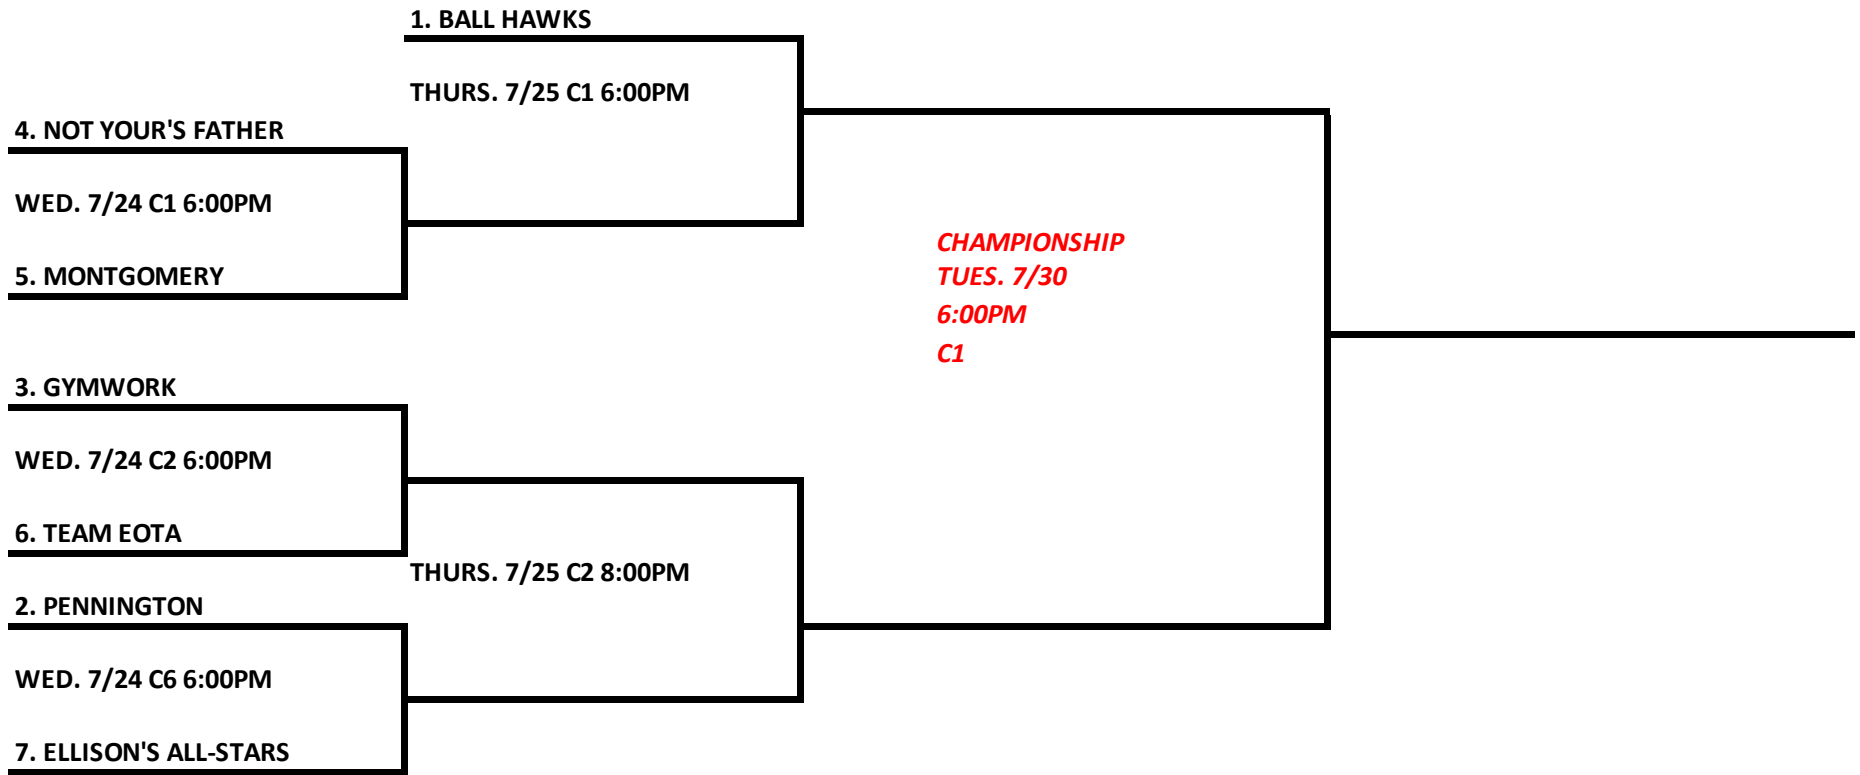 1. BALL HAWKS
THURS. 7/25 C1 6:00PM
4. NOT YOUR'S FATHER
WED. 7/24 C1 6:00PM
5. MONTGOMERY
CHAMPIONSHIP
TUES. 7/30
6:00PM
C1
3. GYMWORK
WED. 7/24 C2 6:00PM
6. TEAM EOTA
THURS. 7/25 C2 8:00PM
2. PENNINGTON
WED. 7/24 C6 6:00PM
7. ELLISON'S ALL-STARS